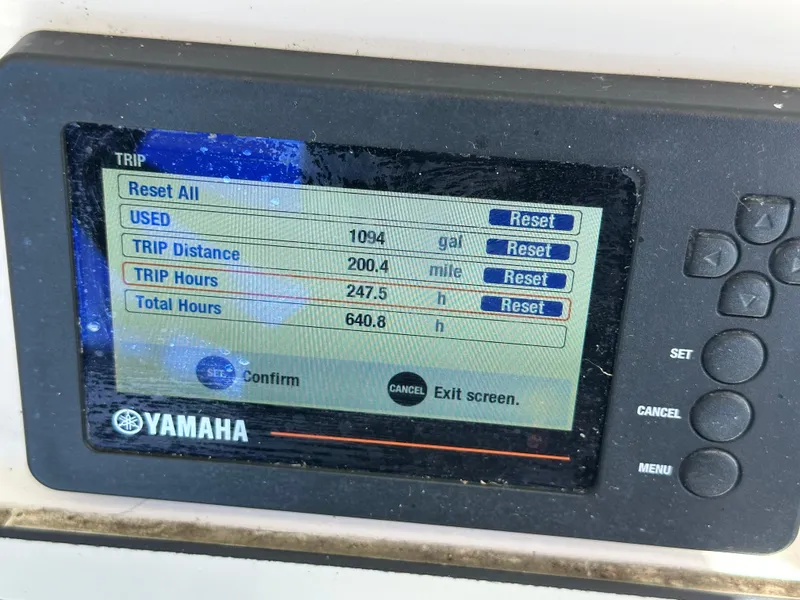 TRIP
Reset All Reset
USED 1094 gal Reset
TRIP Distance 200.4 mile Reset
TRIP Hours 247.5 h Reset
Total Hours 640.8 h
SET Confirm CANCEL Exit screen.
YAMAHA
SET
CANCEL
MENU